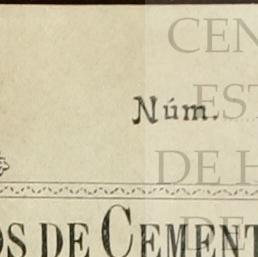 CEN
Núm.
EST
DE H
OS DE CEMENT
DE